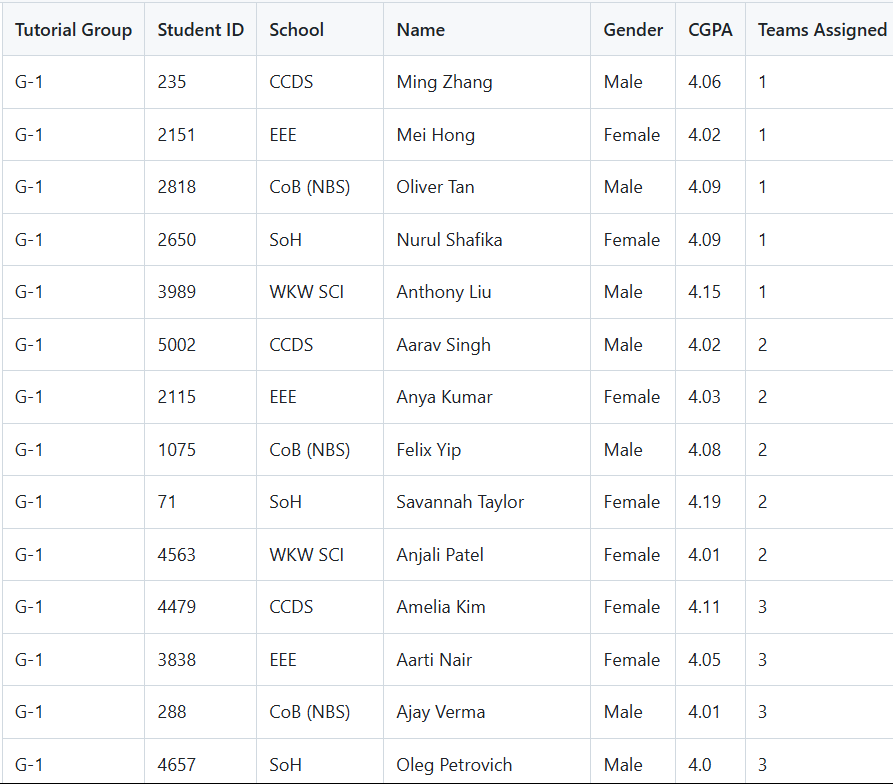 Tutorial Group Student ID School Name Gender CGPA Teams Assigned
G-1 235 CCDS Ming Zhang Male 4.06 1
G-1 2151 EEE Mei Hong Female 4.02 1
G-1 2818 CoB (NBS) Oliver Tan Male 4.09 1
G-1 2650 SoH Nurul Shafika Female 4.09 1
G-1 3989 WKW SCI Anthony Liu Male 4.15 1
G-1 5002 CCDS Aarav Singh Male 4.02 2
G-1 2115 EEE Anya Kumar Female 4.03 2
G-1 1075 CoB (NBS) Felix Yip Male 4.08 2
G-1 71 SoH Savannah Taylor Female 4.19 2
G-1 4563 WKW SCI Anjali Patel Female 4.01 2
G-1 4479 CCDS Amelia Kim Female 4.11 3
G-1 3838 EEE Aarti Nair Female 4.05 3
G-1 288 CoB (NBS) Ajay Verma Male 4.01 3
G-1 4657 SoH Oleg Petrovich Male 4.0 3